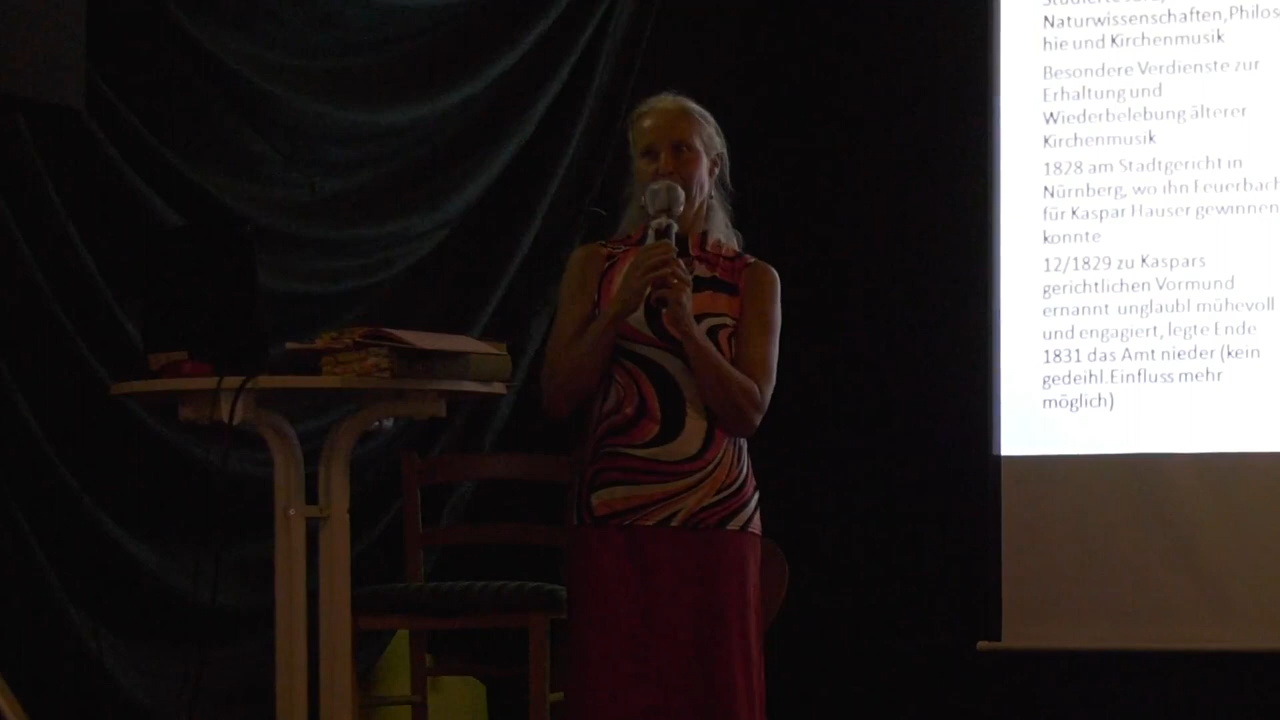 Naturwissenschaften,Philos
hie und Kirchenmusik
Besondere Verdienste zur
Erhaltung und
Wiederbelebung älterer
Kirchenmusik
1828 am Stadtgericht in
Nürnberg, wo ihn Feuerbach
für Kaspar Hauser gewinnen
konnte
12/1829 zu Kaspars
gerichtlichen Vormund
ernannt unglaubl mühevoll
und engagiert, legte Ende
1831 das Amt nieder (kein
gedeihl.Einfluss mehr
möglich)